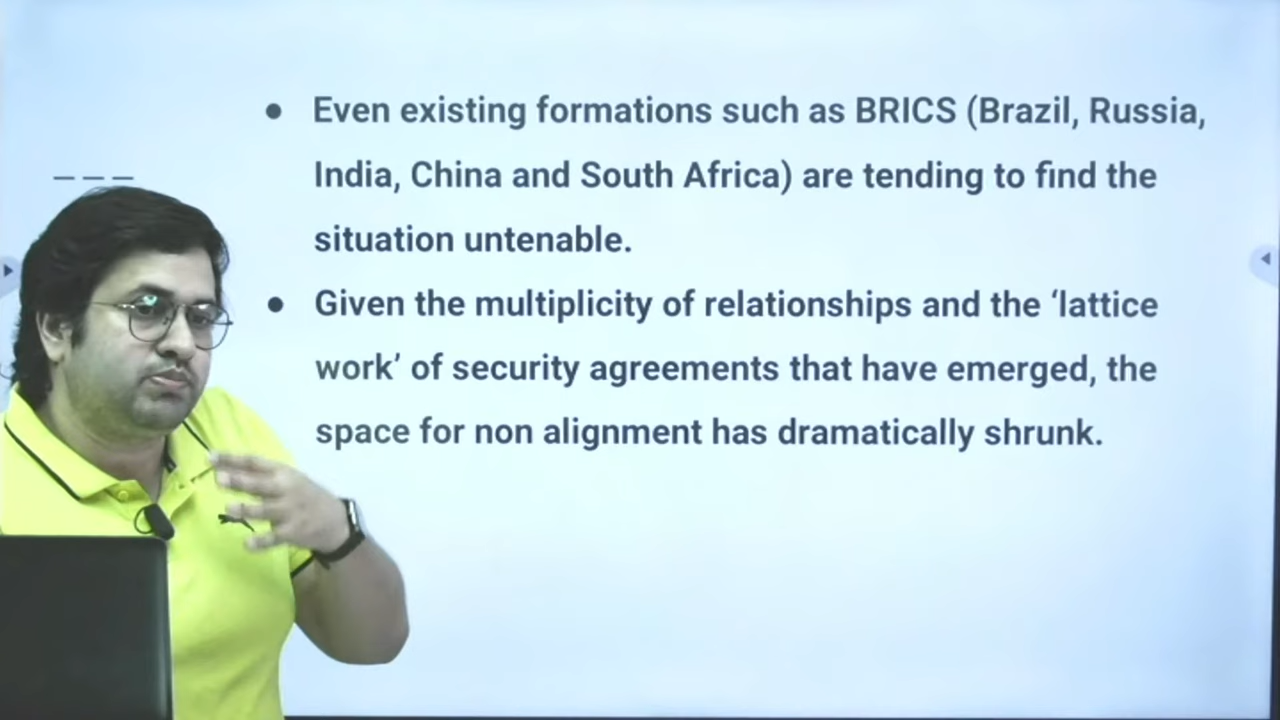 ● Even existing formations such as BRICS (Brazil, Russia,
India, China and South Africa) are tending to find the
situation untenable.
● Given the multiplicity of relationships and the ‘lattice
work’ of security agreements that have emerged, the
space for non alignment has dramatically shrunk.